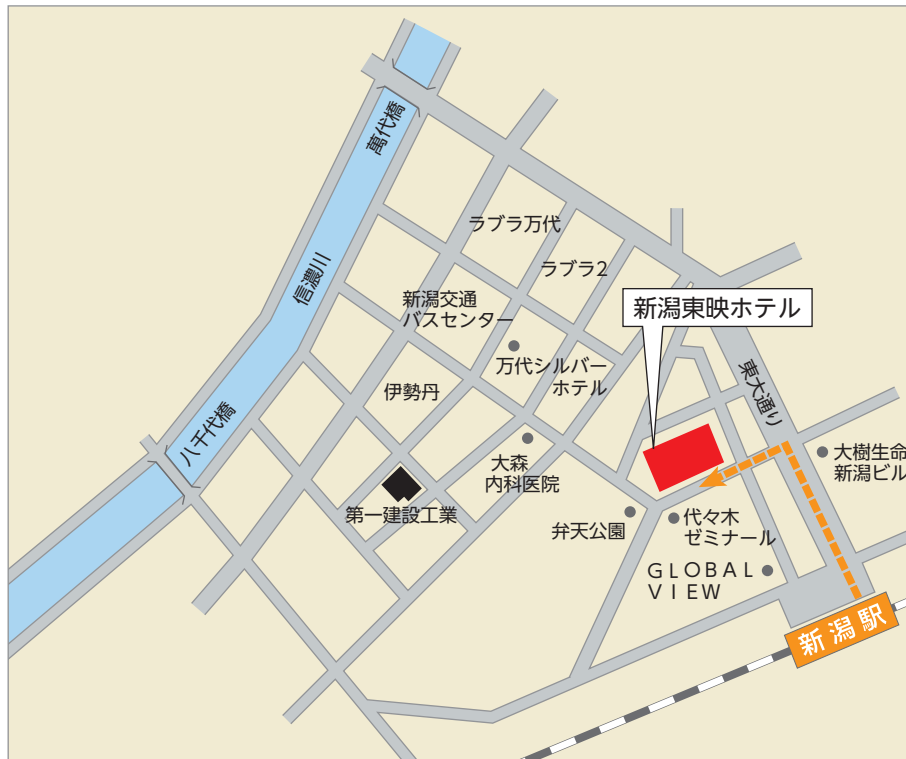 萬代橋
信濃川
八千代橋
ラブラ万代
ラブラ2
新潟交通
バスセンター
万代シルバー
ホテル
伊勢丹
大森
内科医院
第一建設工業
新潟東映ホテル
東大通り
大樹生命
新潟ビル
弁天公園
代々木
ゼミナール
GLOBAL
VIEW
新潟駅